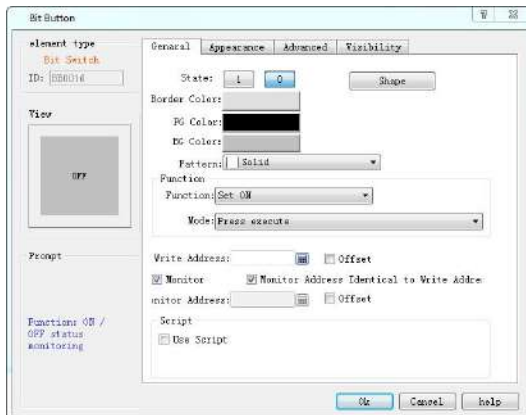 Bit Button
element type
Bit Switch
ID: BB0016
View
OFF
Prompt
Function: ON /
OFF status
monitoring
General Appearance Advanced Visibility
State: 1 0 Shape
Border Color:
FG Color:
BG Color:
Pattern: Solid
Function
Function: Set ON
Mode: Press execute
Write Address: Offset
Monitor Monitor Address Identical to Write Addre
onitor Address: Offset
Script
Use Script
Ok Cancel help